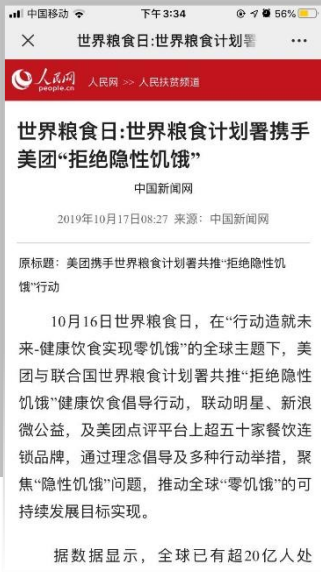 中国移动 下午3:34 56%
世界粮食日:世界粮食计划署
人民网 people.cn 人民网 >> 人民扶贫频道
世界粮食日:世界粮食计划署携手
美团“拒绝隐性饥饿”
中国新闻网
2019年10月17日08:27 来源：中国新闻网
原标题：美团携手世界粮食计划署共推“拒绝隐性饥
饿”行动
10月16日世界粮食日，在“行动造就未
来-健康饮食实现零饥饿”的全球主题下，美
团与联合国世界粮食计划署共推“拒绝隐性
饥饿”健康饮食倡导行动，联动明星、新浪
微公益，及美团点评平台上超五十家餐饮连
锁品牌，通过理念倡导及多种行动举措，聚
焦“隐性饥饿”问题，推动全球“零饥饿”的可
持续发展目标实现。
据数据显示，全球已有超20亿人处